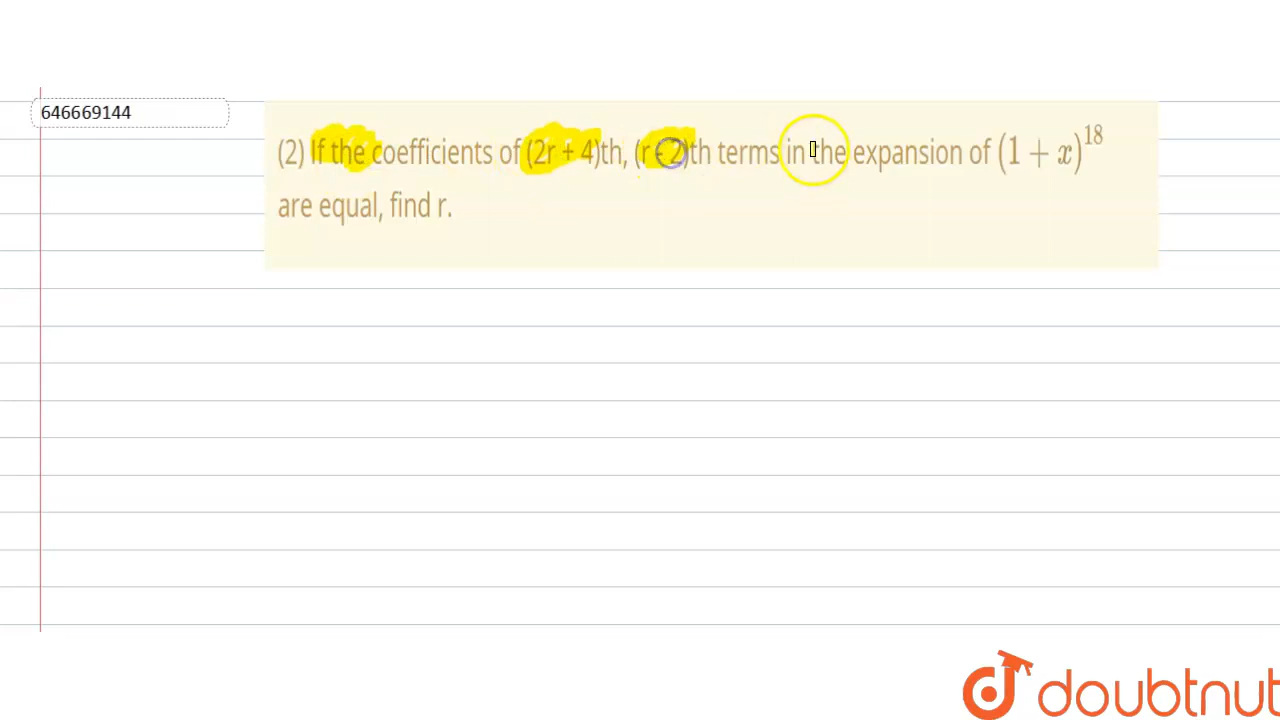 646669144
(2) If the coefficients of (2r + 4)th, (r - 2)th terms in the expansion of (1 + x)^18
are equal, find r.
doubtnut